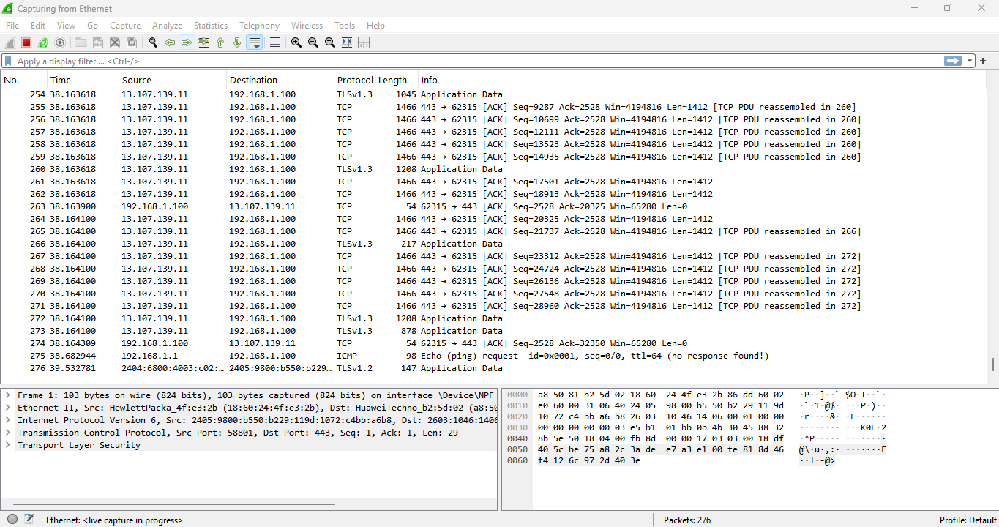 Capturing from Ethernet
File Edit View Go Capture Analyze Statistics Telephony Wireless Tools Help
Apply a display filter ... <Ctrl-/>
No. Time Source Destination Protocol Length Info
254 38.163618 13.107.139.11 192.168.1.100 TLSv1.3 1045 Application Data
255 38.163618 13.107.139.11 192.168.1.100 TCP 1466 443 → 62315 [ACK] Seq=9287 Ack=2528 Win=4194816 Len=1412 [TCP PDU reassembled in 260]
256 38.163618 13.107.139.11 192.168.1.100 TCP 1466 443 → 62315 [ACK] Seq=10699 Ack=2528 Win=4194816 Len=1412 [TCP PDU reassembled in 260]
257 38.163618 13.107.139.11 192.168.1.100 TCP 1466 443 → 62315 [ACK] Seq=12111 Ack=2528 Win=4194816 Len=1412 [TCP PDU reassembled in 260]
258 38.163618 13.107.139.11 192.168.1.100 TCP 1466 443 → 62315 [ACK] Seq=13523 Ack=2528 Win=4194816 Len=1412 [TCP PDU reassembled in 260]
259 38.163618 13.107.139.11 192.168.1.100 TCP 1466 443 → 62315 [ACK] Seq=14935 Ack=2528 Win=4194816 Len=1412 [TCP PDU reassembled in 260]
260 38.163618 13.107.139.11 192.168.1.100 TLSv1.3 1208 Application Data
261 38.163618 13.107.139.11 192.168.1.100 TCP 1466 443 → 62315 [ACK] Seq=17501 Ack=2528 Win=4194816 Len=1412
262 38.163618 13.107.139.11 192.168.1.100 TCP 1466 443 → 62315 [ACK] Seq=18913 Ack=2528 Win=4194816 Len=1412
263 38.163900 192.168.1.100 13.107.139.11 TCP 54 62315 → 443 [ACK] Seq=2528 Ack=20325 Win=65280 Len=0
264 38.164100 13.107.139.11 192.168.1.100 TCP 1466 443 → 62315 [ACK] Seq=20325 Ack=2528 Win=4194816 Len=1412
265 38.164100 13.107.139.11 192.168.1.100 TCP 1466 443 → 62315 [ACK] Seq=21737 Ack=2528 Win=4194816 Len=1412 [TCP PDU reassembled in 266]
266 38.164100 13.107.139.11 192.168.1.100 TLSv1.3 217 Application Data
267 38.164100 13.107.139.11 192.168.1.100 TCP 1466 443 → 62315 [ACK] Seq=23312 Ack=2528 Win=4194816 Len=1412 [TCP PDU reassembled in 272]
268 38.164100 13.107.139.11 192.168.1.100 TCP 1466 443 → 62315 [ACK] Seq=24724 Ack=2528 Win=4194816 Len=1412 [TCP PDU reassembled in 272]
269 38.164100 13.107.139.11 192.168.1.100 TCP 1466 443 → 62315 [ACK] Seq=26136 Ack=2528 Win=4194816 Len=1412 [TCP PDU reassembled in 272]
270 38.164100 13.107.139.11 192.168.1.100 TCP 1466 443 → 62315 [ACK] Seq=27548 Ack=2528 Win=4194816 Len=1412 [TCP PDU reassembled in 272]
271 38.164100 13.107.139.11 192.168.1.100 TCP 1466 443 → 62315 [ACK] Seq=28960 Ack=2528 Win=4194816 Len=1412 [TCP PDU reassembled in 272]
272 38.164100 13.107.139.11 192.168.1.100 TLSv1.3 1208 Application Data
273 38.164100 13.107.139.11 192.168.1.100 TLSv1.3 878 Application Data
274 38.164309 192.168.1.100 13.107.139.11 TCP 54 62315 → 443 [ACK] Seq=2528 Ack=32350 Win=65280 Len=0
275 38.682944 192.168.1.1 192.168.1.100 ICMP 98 Echo (ping) request id=0x0001, seq=0/0, ttl=64 (no response found!)
276 39.532781 2404:6800:4003:c02:… 2405:9800:b550:b229… TLSv1.2 147 Application Data
Frame 1: 103 bytes on wire (824 bits), 103 bytes captured (824 bits) on interface \Device\NPF_
Ethernet II, Src: HewlettPacka_4f:e3:2b (18:60:24:4f:e3:2b), Dst: HuaweiTechno_b2:5d:02 (a8:50
Internet Protocol Version 6, Src: 2405:9800:b550:b229:119d:1072:c4bb:a6b8, Dst: 2603:1046:1406
Transmission Control Protocol, Src Port: 58801, Dst Port: 443, Seq: 1, Ack: 1, Len: 29
Transport Layer Security
0000 a8 50 81 b2 5d 02 18 60 24 4f e3 2b 86 dd 60 02 ·P··]··` $O·+··`·
0010 e0 60 00 31 06 40 24 05 98 00 b5 50 b2 29 11 9d ·`·1·@$· ···P·)··
0020 10 72 c4 bb a6 b8 26 03 10 46 14 06 00 01 00 00 ·r····&· ·F······
0030 00 00 00 00 00 03 e5 b1 01 bb 0b 4b 30 45 88 32 ········ ···K0E·2
0040 8b 5e 50 18 04 00 fb 8d 00 00 17 03 03 00 18 df ·^P····· ········
0050 40 5c be 75 a8 2c 3a de e7 a3 e1 00 fe 81 8d 46 @\·u·,:· ·······F
0060 f4 12 6c 97 2d 40 3e ··l·-@>
Ethernet: <live capture in progress> Packets: 276 Profile: Default